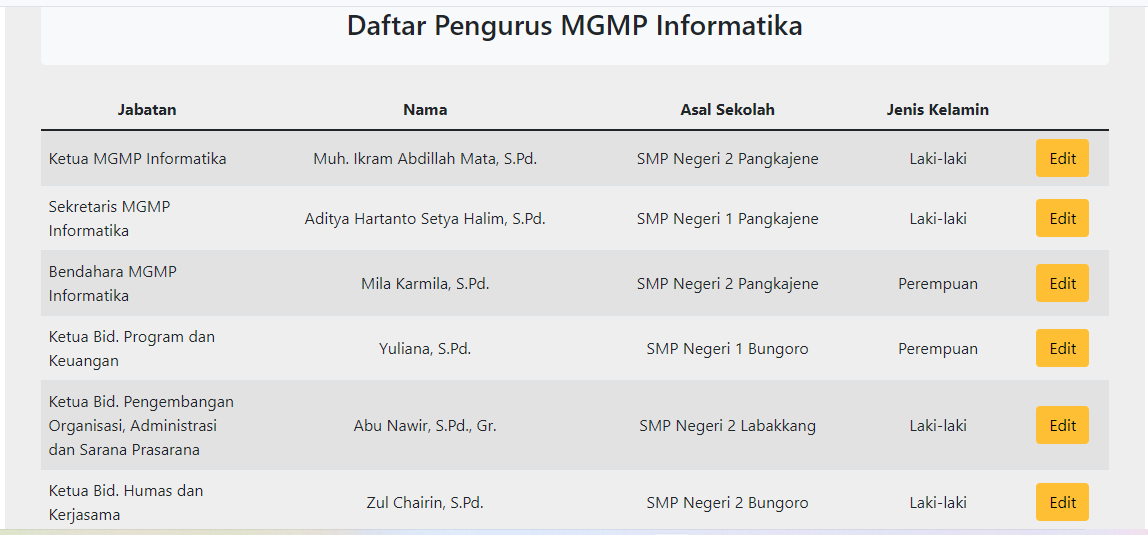 Daftar Pengurus MGMP Informatika
Jabatan Nama Asal Sekolah Jenis Kelamin
Ketua MGMP Informatika Muh. Ikram Abdillah Mata, S.Pd. SMP Negeri 2 Pangkajene Laki-laki Edit
Sekretaris MGMP
Informatika Aditya Hartanto Setya Halim, S.Pd. SMP Negeri 1 Pangkajene Laki-laki Edit
Bendahara MGMP
Informatika Mila Karmila, S.Pd. SMP Negeri 2 Pangkajene Perempuan Edit
Ketua Bid. Program dan
Keuangan Yuliana, S.Pd. SMP Negeri 1 Bungoro Perempuan Edit
Ketua Bid. Pengembangan
Organisasi, Administrasi Abu Nawir, S.Pd., Gr. SMP Negeri 2 Labakkang Laki-laki Edit
dan Sarana Prasarana
Ketua Bid. Humas dan
Kerjasama Zul Chairin, S.Pd. SMP Negeri 2 Bungoro Laki-laki Edit